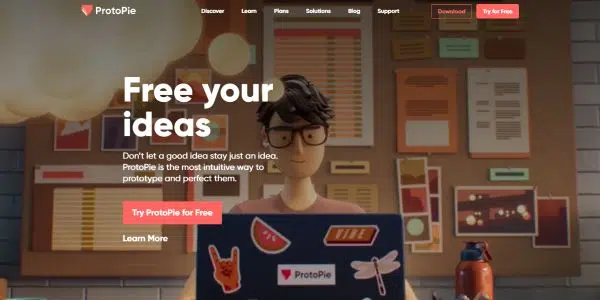 ProtoPie
Discover
Learn
Plans
Solutions
Blog
Support
Download
Try for Free
Free your
ideas
Don't let a good idea stay just an idea.
ProtoPie is the most intuitive way to
prototype and perfect them.
Try ProtoPie for Free
Learn More
VIBE
ProtoPie